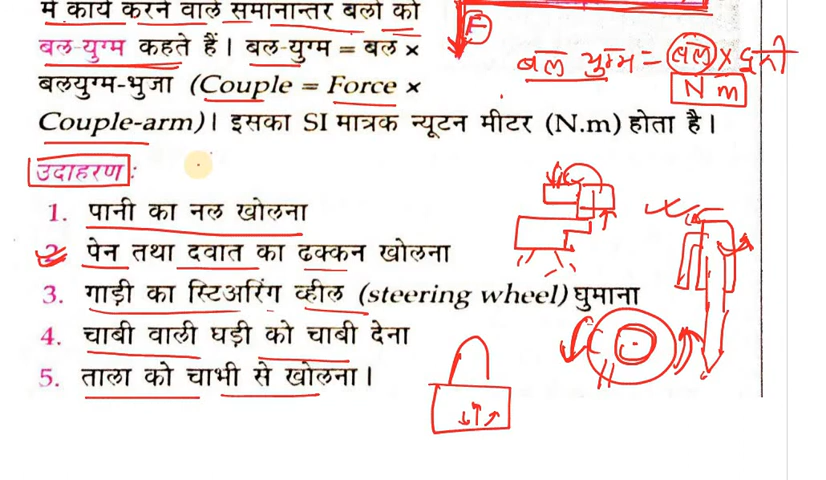 में कार्य करने वाले समानान्तर बलों को
बल-युग्म कहते हैं। बल-युग्म = बल ×
बलयुग्म-भुजा (Couple = Force ×
Couple-arm)। इसका SI मात्रक न्यूटन मीटर (N.m) होता है।
F
बल युग्म = बल × दूरी
N m
उदाहरण:
1. पानी का नल खोलना
2. पेन तथा दवात का ढक्कन खोलना
3. गाड़ी का स्टिअरिंग व्हील (steering wheel) घुमाना
4. चाबी वाली घड़ी को चाबी देना
5. ताला को चाभी से खोलना।